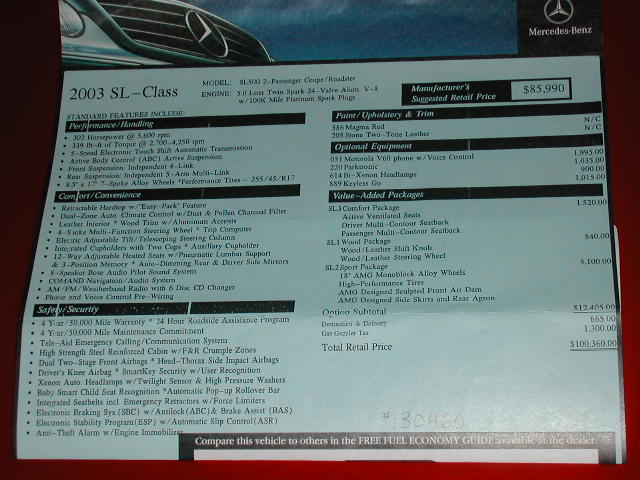 Mercedes-Benz
2003 SL-Class
MODEL: SL500 2-Passenger Coupe/Roadster
ENGINE: 5.0 Liter Twin Spark 24-Valve Alum. V-8
w/100K Mile Platinum Spark Plugs
Manufacturer's
Suggested Retail Price
$85,990
STANDARD FEATURES INCLUDE:
Performance/Handling
• 302 Horsepower @ 5,600 rpm
• 339 lb-ft of Torque @ 2,700-4,250 rpm
• 5-Speed Electronic Touch Shift Automatic Transmission
• Active Body Control (ABC) Active Suspension
• Front Suspension: Independent 4-Link
• Rear Suspension: Independent 5-Arm Multi-Link
• 8.5" x 17" 7-Spoke Alloy Wheels *Performance Tires - 255/45/R17
Comfort/Convenience
• Retractable Hardtop w/"Easy-Pack" Feature
• Dual-Zone Auto. Climate Control w/Dust & Pollen Charcoal Filter
• Leather Interior * Wood Trim w/Aluminum Accents
• 4-Spoke Multi-Function Steering Wheel * Trip Computer
• Electric Adjustable Tilt/Telescoping Steering Column
• Integrated Cupholders with Two Cups * Auxillary Cupholder
• 12-Way Adjustable Heated Seats w/Pneumatic Lumbar Support
& 3-Position Memory * Auto-Dimming Rear & Driver Side Mirrors
• 8-Speaker Bose Audio Pilot Sound System
• COMAND Navigation/Audio System
• AM/FM/Weatherband Radio with 6 Disc CD Changer
• Phone and Voice Control Pre-Wiring
Safety/Security
• 4 Year/50,000 Mile Warranty * 24 Hour Roadside Assistance Program
• 4 Year/50,000 Mile Maintenance Commitment
• Tele-Aid Emergency Calling/Communication System
• High Strength Steel Reinforced Cabin w/F&R Crumple Zones
• Dual Two-Stage Front Airbags * Head-Thorax Side Impact Airbags
• Driver's Knee Airbag * SmartKey Security w/User Recognition
• Xenon Auto. Headlamps w/Twilight Sensor & High Pressure Washers
• Baby Smart Child Seat Recognition *Automatic Pop-up Rollover Bar
• Integrated Seatbelts incl. Emergency Retractors w/Force Limiters
• Electronic Braking Sys.(SBC) w/Antilock(ABC)& Brake Assist (BAS)
• Electronic Stability Program(ESP) w/Automatic Slip Control(ASR)
• Anti-Theft Alarm w/Engine Immobilizer
Paint/Upholstery & Trim
586 Magma Red N/C
205 Stone Two-Tone Leather N/C
Optional Equipment
051 Motorola V60 phone w/Voice Control 1,995.00
220 Parktronic 1,035.00
614 Bi-Xenon Headlamps 900.00
889 Keyless Go 1,015.00
Value-Added Packages
SL3 Comfort Package 1,520.00
Active Ventilated Seats
Driver Multi-Contour Seatback
Passenger Multi-Contour Seatback
SL1 Wood Package 840.00
Wood/Leather Shift Knob
Wood/Leather Steering Wheel
SL2 Sport Package 5,100.00
18" AMG Monoblock Alloy Wheels
High-Performance Tires
AMG Designed Sculpted Front Air Dam
AMG Designed Side Skirts and Rear Apron
Option Subtotal $12,405.00
Destination & Delivery 665.00
Gas Guzzler Tax 1,300.00
Total Retail Price $100,360.00
#130466
Compare this vehicle to others in the FREE FUEL ECONOMY GUIDE available at the dealer.